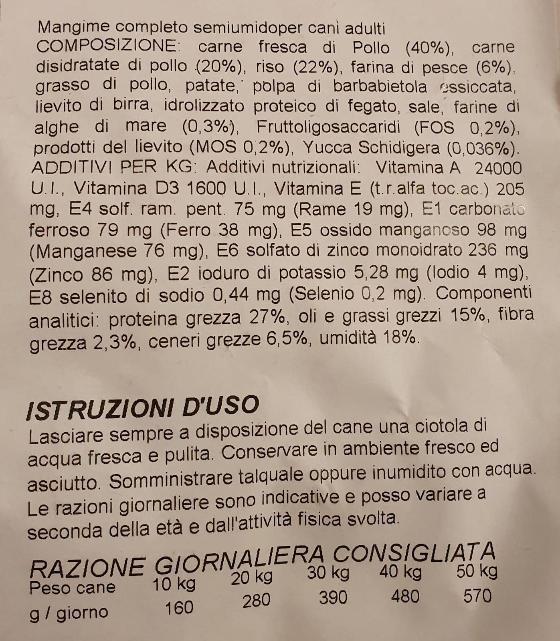 Mangime completo semiumidoper cani adulti
COMPOSIZIONE: carne fresca di Pollo (40%), carne
disidratate di pollo (20%), riso (22%), farina di pesce (6%),
grasso di pollo, patate, polpa di barbabietola essiccata,
lievito di birra, idrolizzato proteico di fegato, sale, farine di
alghe di mare (0,3%), Fruttoligosaccaridi (FOS 0,2%),
prodotti del lievito (MOS 0,2%), Yucca Schidigera (0,036%).
ADDITIVI PER KG: Additivi nutrizionali: Vitamina A 24000
U.I., Vitamina D3 1600 U.I., Vitamina E (t.r.alfa toc.ac.) 205
mg, E4 solf. ram. pent. 75 mg (Rame 19 mg), E1 carbonato
ferroso 79 mg (Ferro 38 mg), E5 ossido manganoso 98 mg
(Manganese 76 mg), E6 solfato di zinco monoidrato 236 mg
(Zinco 86 mg), E2 ioduro di potassio 5,28 mg (Iodio 4 mg),
E8 selenito di sodio 0,44 mg (Selenio 0,2 mg). Componenti
analitici: proteina grezza 27%, oli e grassi grezzi 15%, fibra
grezza 2,3%, ceneri grezze 6,5%, umidità 18%.
ISTRUZIONI D'USO
Lasciare sempre a disposizione del cane una ciotola di
acqua fresca e pulita. Conservare in ambiente fresco ed
asciutto. Somministrare talquale oppure inumidito con acqua.
Le razioni giornaliere sono indicative e posso variare a
seconda della età e dall'attività fisica svolta.
RAZIONE GIORNALIERA CONSIGLIATA
Peso cane 10 kg 20 kg 30 kg 40 kg 50 kg
g / giorno 160 280 390 480 570